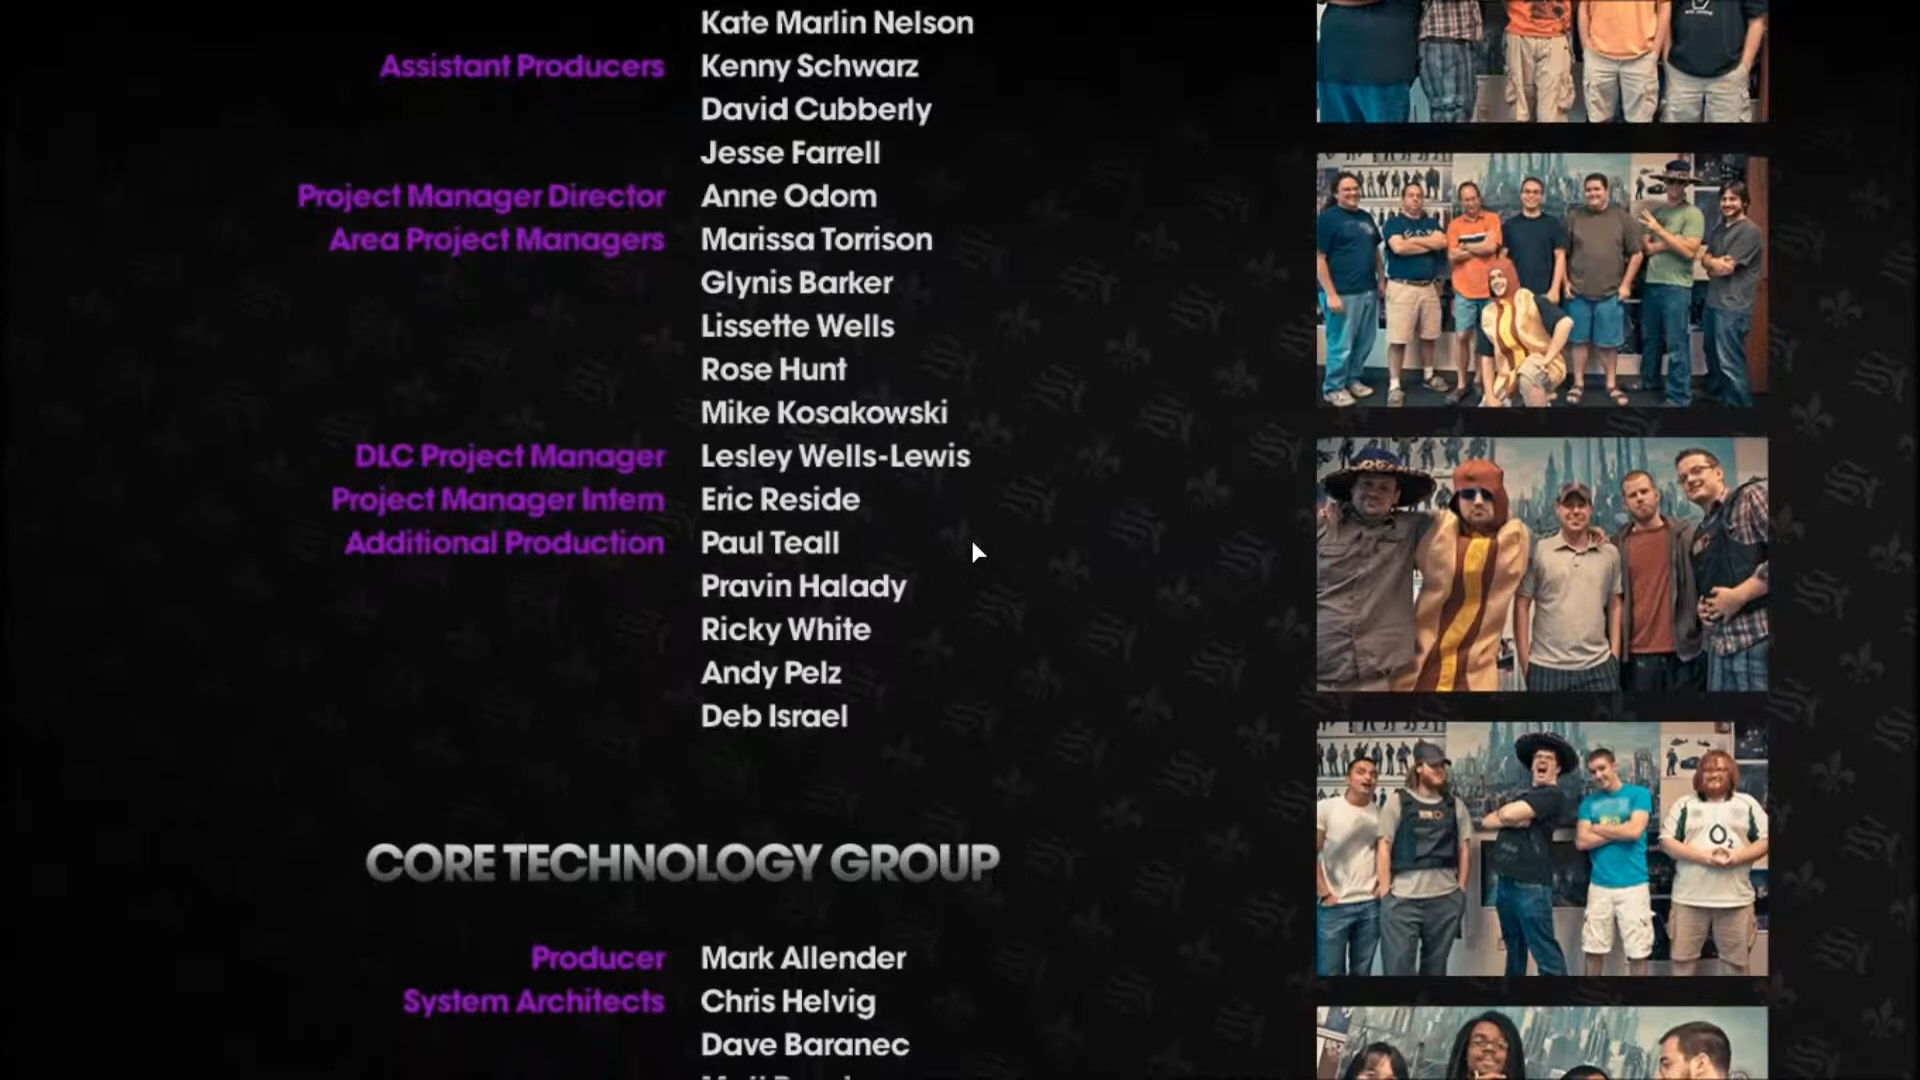 Kate Marlin Nelson
Assistant Producers Kenny Schwarz
David Cubberly
Jesse Farrell
Project Manager Director Anne Odom
Area Project Managers Marissa Torrison
Glynis Barker
Lissette Wells
Rose Hunt
Mike Kosakowski
DLC Project Manager Lesley Wells-Lewis
Project Manager Intern Eric Reside
Additional Production Paul Teall
Pravin Halady
Ricky White
Andy Pelz
Deb Israel
CORE TECHNOLOGY GROUP
Producer Mark Allender
System Architects Chris Helvig
Dave Baranec
O2